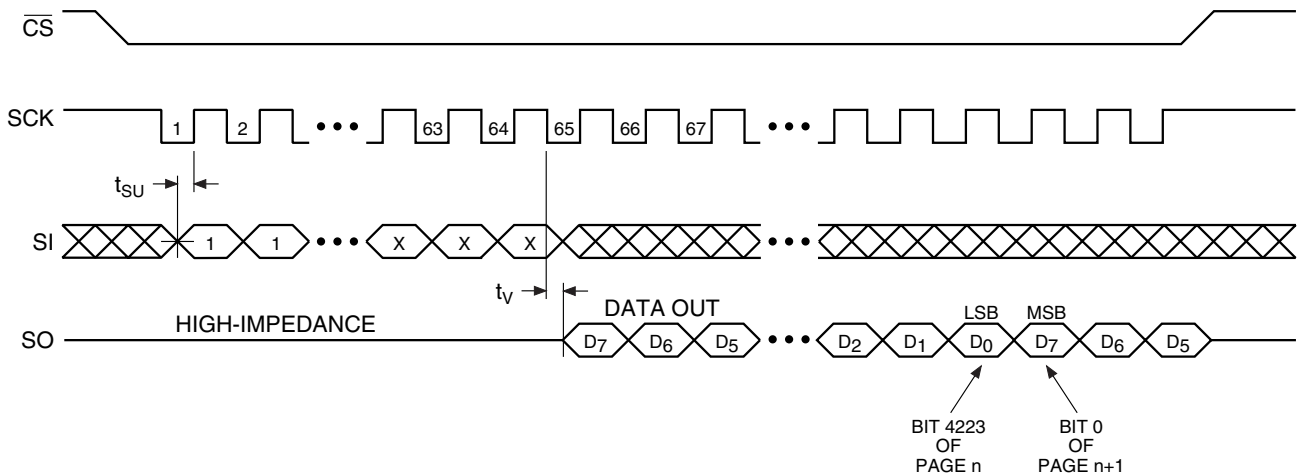 CS
SCK 1 2 • • • 63 64 65 66 67 • • •
tSU
SI 1 1 • • • X X X • • •
tV
HIGH-IMPEDANCE DATA OUT LSB MSB
SO D7 D6 D5 • • • D2 D1 D0 D7 D6 D5
BIT 4223 BIT 0
OF OF
PAGE n PAGE n+1